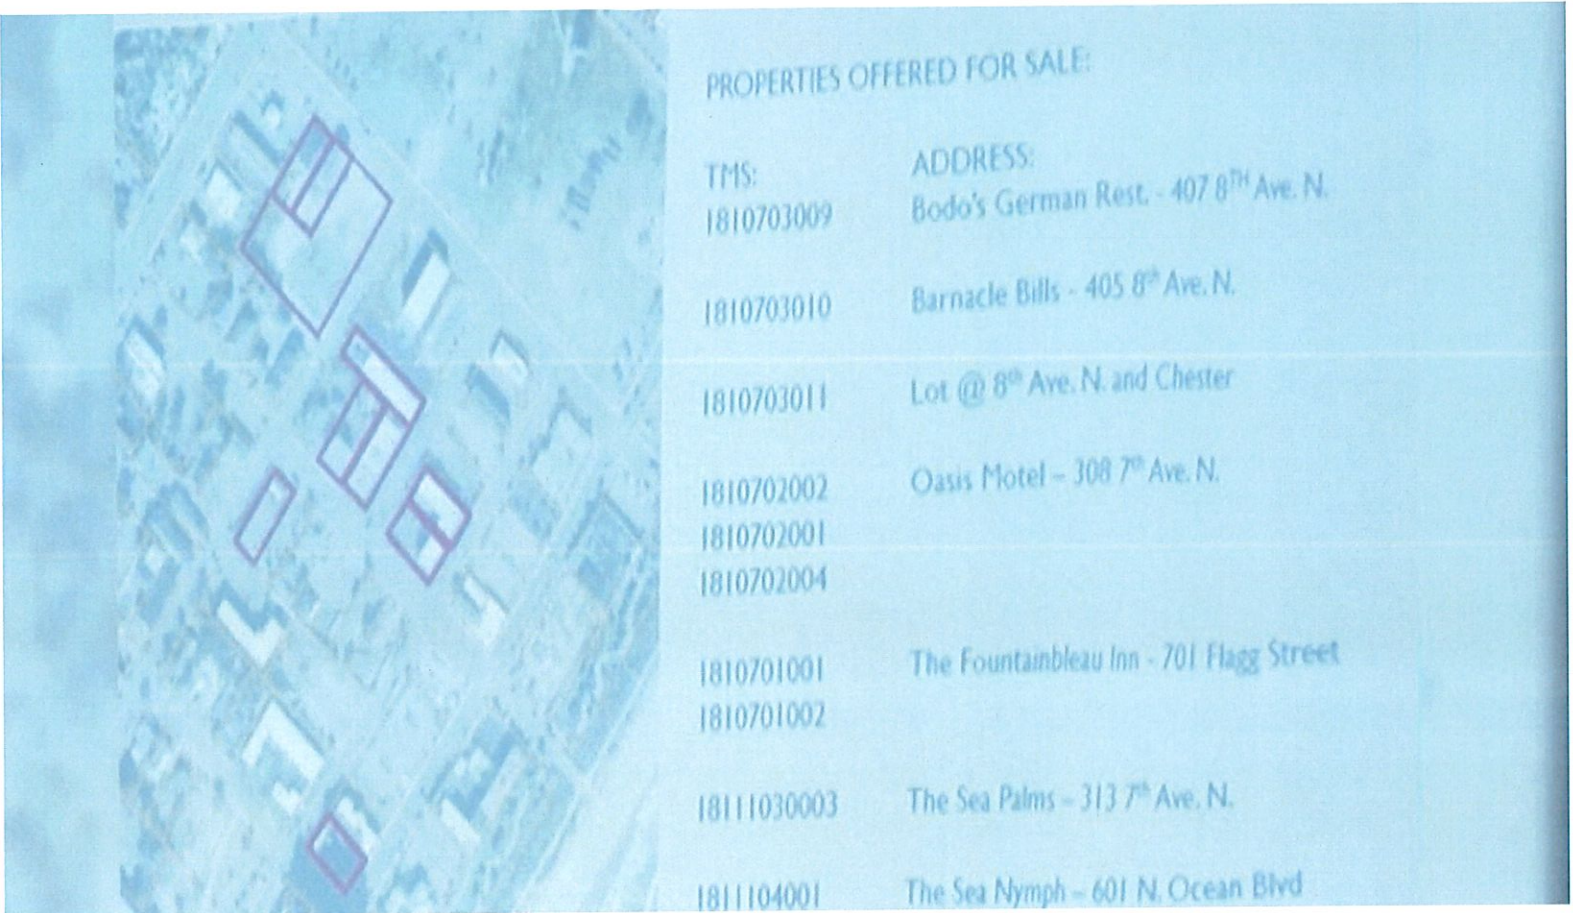 PROPERTIES OFFERED FOR SALE:
TMS: ADDRESS:
1810703009 Bodo's German Rest. - 407 8TH Ave. N.
1810703010 Barnacle Bills - 405 8th Ave. N.
1810703011 Lot @ 8th Ave. N. and Chester
1810702002 Oasis Motel – 308 7th Ave. N.
1810702001
1810702004
1810701001 The Fountainbleau Inn - 701 Flagg Street
1810701002
18111030003 The Sea Palms – 313 7th Ave. N.
1811104001 The Sea Nymph – 601 N. Ocean Blvd